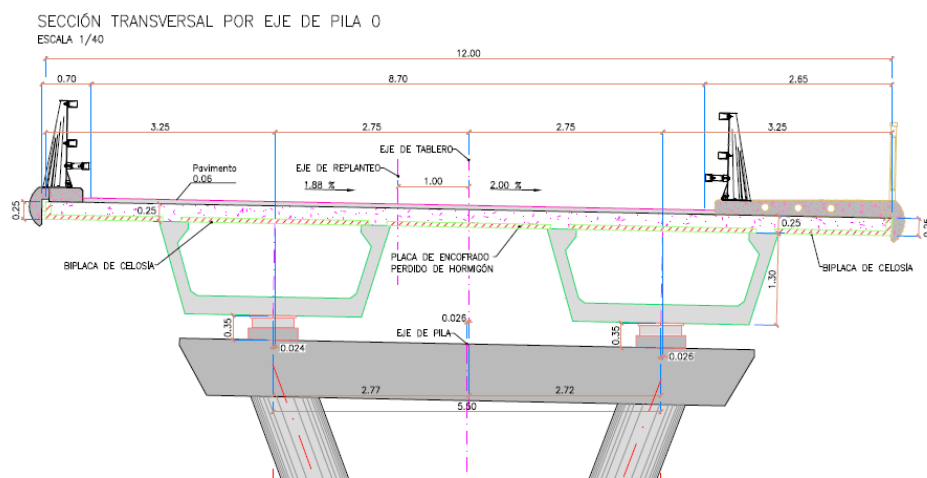 SECCIÓN TRANSVERSAL POR EJE DE PILA 0
ESCALA 1/40
12.00
0.70
8.70
2.65
3.25
2.75
2.75
3.25
EJE DE TABLERO
EJE DE REPLANTEO
Pavimento
0.06
1.88 %
1.00
2.00 %
0.25
0.25
0.25
0.25
BIPLACA DE CELOSÍA
PLACA DE ENCOFRADO
PERDIDO DE HORMIGÓN
BIPLACA DE CELOSÍA
1.30
0.026
0.35
EJE DE PILA
0.35
0.024
0.026
2.77
2.72
5.50